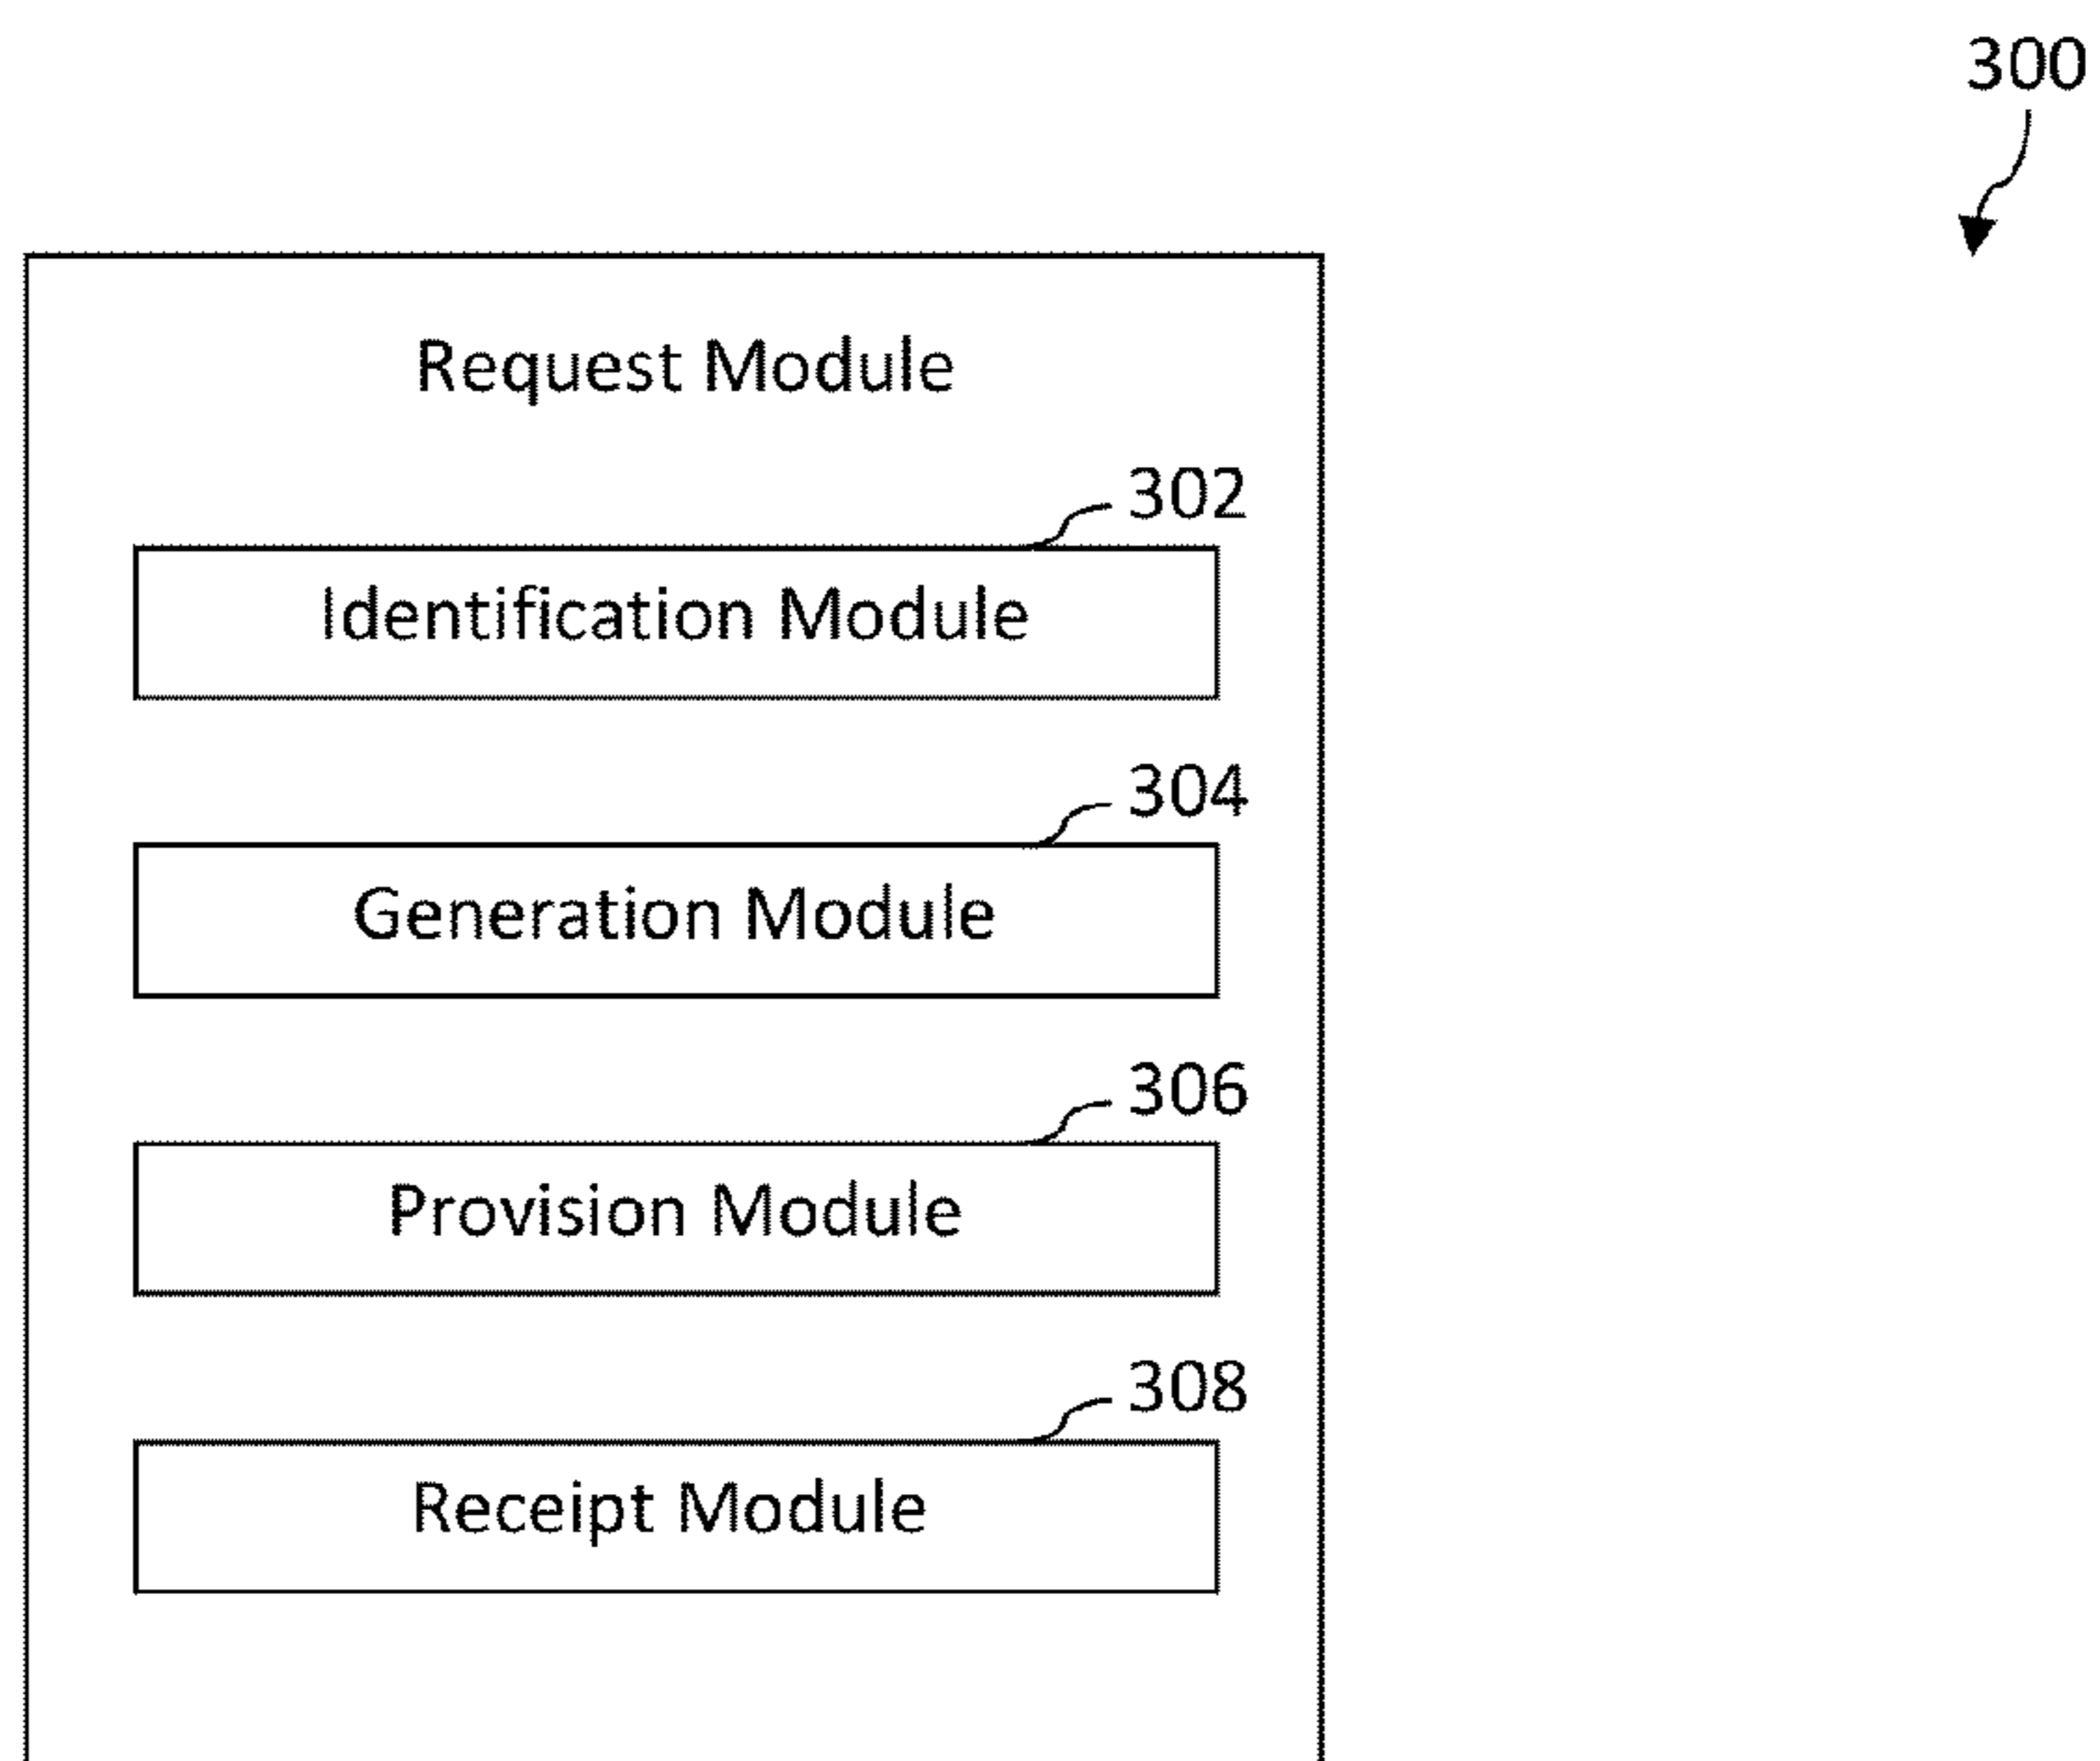 300
Request Module
302
Identification Module
304
Generation Module
306
Provision Module
308
Receipt Module